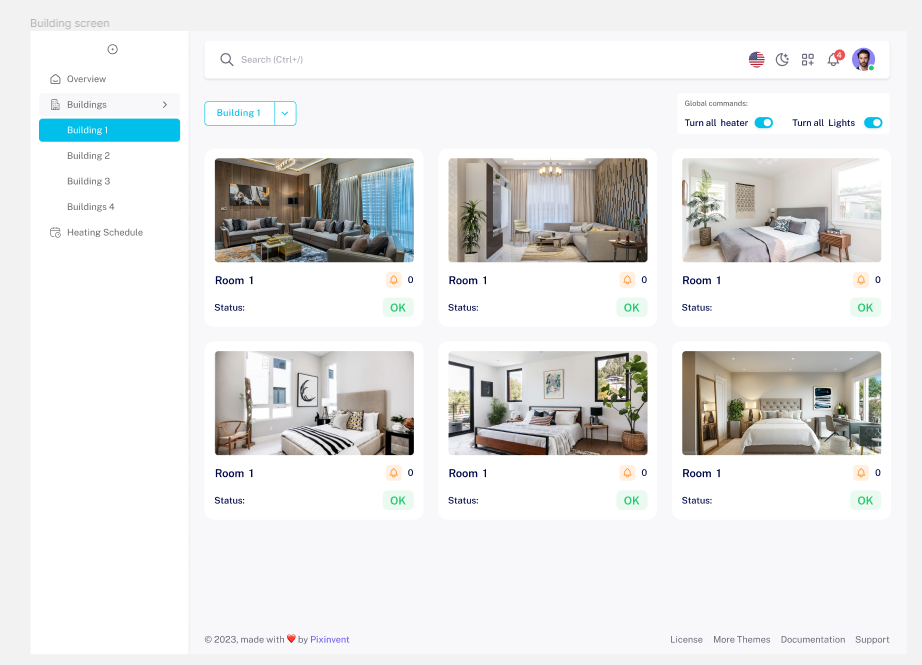 Building screen
Search (Ctrl+/)
4
Overview
Buildings
Building 1
Building 2
Building 3
Buildings 4
Heating Schedule
Building 1
Global commands:
Turn all heater
Turn all Lights
Room 1
0
Status:
OK
Room 1
0
Status:
OK
Room 1
0
Status:
OK
Room 1
0
Status:
OK
Room 1
0
Status:
OK
Room 1
0
Status:
OK
© 2023, made with ❤️ by Pixinvent
License
More Themes
Documentation
Support